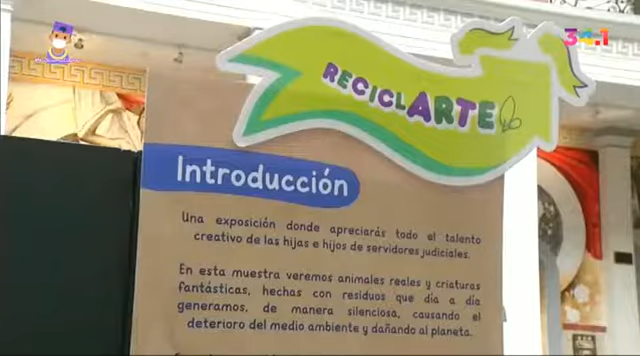 3 1
RECICLARTE
Introducción
Una exposición donde apreciarás todo el talento
creativo de las hijas e hijos de servidores judiciales.
En esta muestra veremos animales reales y criaturas
fantásticas, hechas con residuos que día a día
generamos, de manera silenciosa, causando el
deterioro del medio ambiente y dañando al planeta.